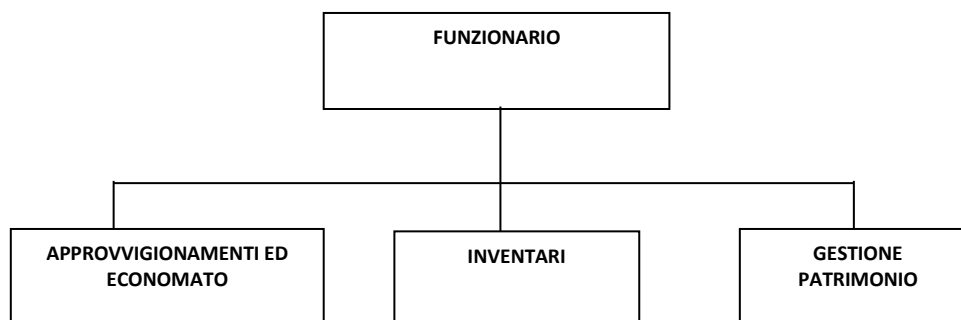 FUNZIONARIO
APPROVVIGIONAMENTI ED
ECONOMATO
INVENTARI
GESTIONE
PATRIMONIO